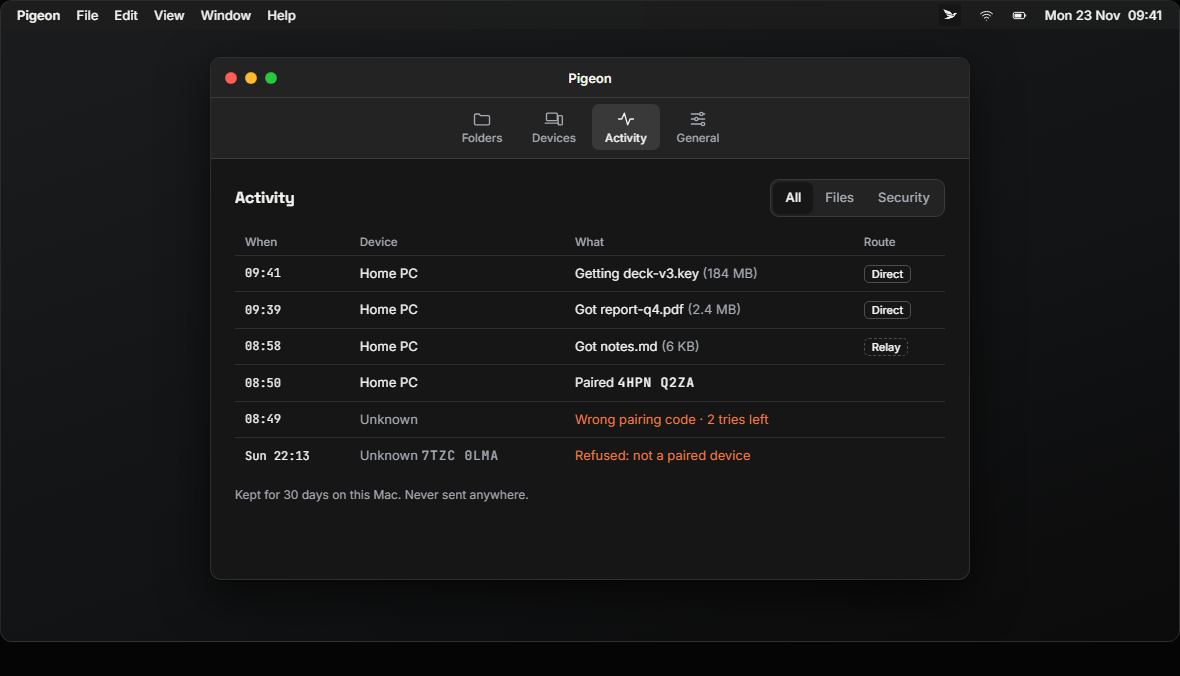 Pigeon File Edit View Window Help Mon 23 Nov 09:41
Pigeon
Folders Devices Activity General
Activity All Files Security
When Device What Route
09:41 Home PC Getting deck-v3.key (184 MB) Direct
09:39 Home PC Got report-q4.pdf (2.4 MB) Direct
08:58 Home PC Got notes.md (6 KB) Relay
08:50 Home PC Paired 4HPN Q2ZA
08:49 Unknown Wrong pairing code · 2 tries left
Sun 22:13 Unknown 7TZC 0LMA Refused: not a paired device
Kept for 30 days on this Mac. Never sent anywhere.